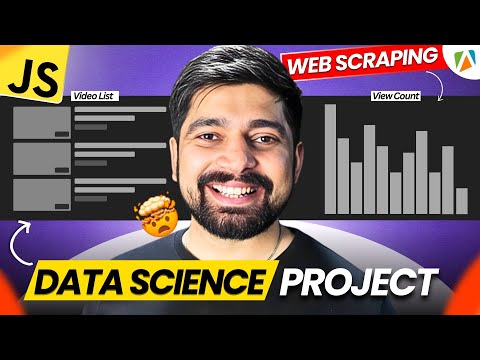 JS
WEB SCRAPING
Video List
View Count
DATA SCIENCE PROJECT